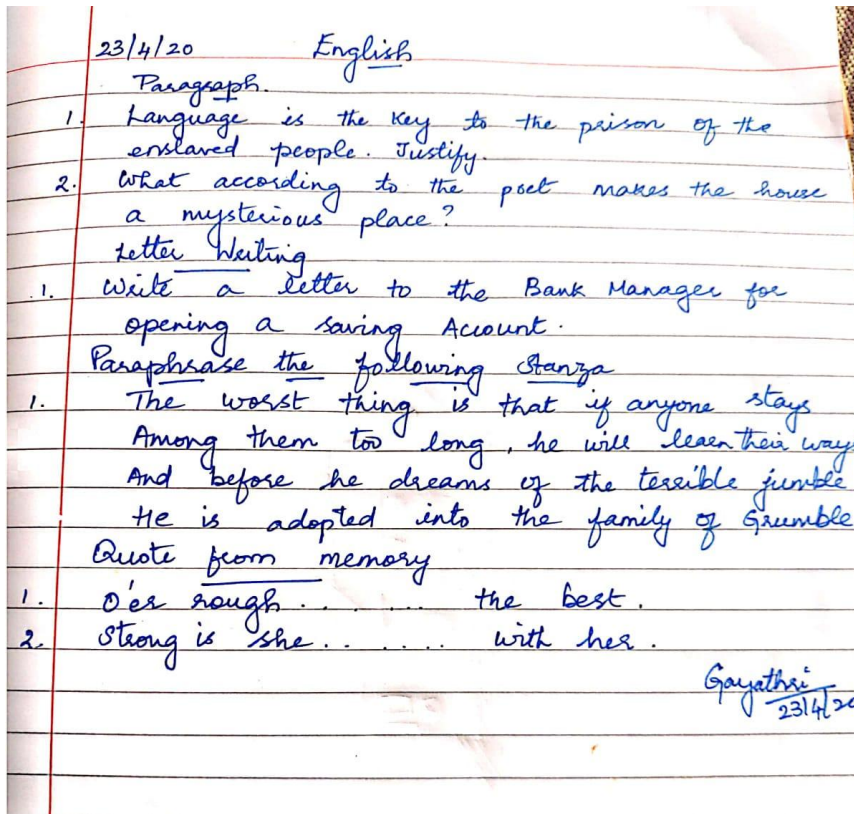 23/4/20 English
Paragraph.
1. Language is the key to the prison of the
enslaved people. Justify.
2. What according to the poet makes the house
a mysterious place?
Letter Writing
1. Write a letter to the Bank Manager for
opening a saving Account.
Paraphrase the following Stanza
1. The worst thing is that if anyone stays
Among them too long, he will learn their ways
And before he dreams of the terrible jumble
He is adopted into the family of Grumble
Quote from memory
1. O'er rough....... the best.
2. Strong is she....... with her.
Gayathri
23/4/20